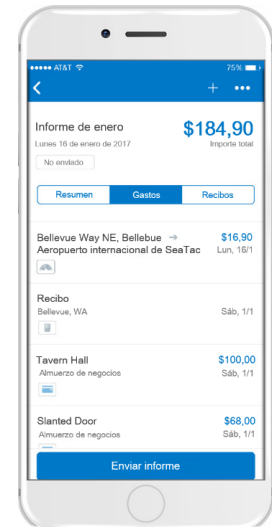 AT&T 75%
Informe de enero $184,90
Lunes 16 de enero de 2017 Importe total
No enviado
Resumen Gastos Recibos
Bellevue Way NE, Bellebue → $16,90
Aeropuerto internacional de SeaTac Lun, 16/1
Recibo
Bellevue, WA Sáb, 1/1
Tavern Hall $100,00
Almuerzo de negocios Sáb, 1/1
Slanted Door $68,00
Almuerzo de negocios Sáb, 1/1
Enviar informe